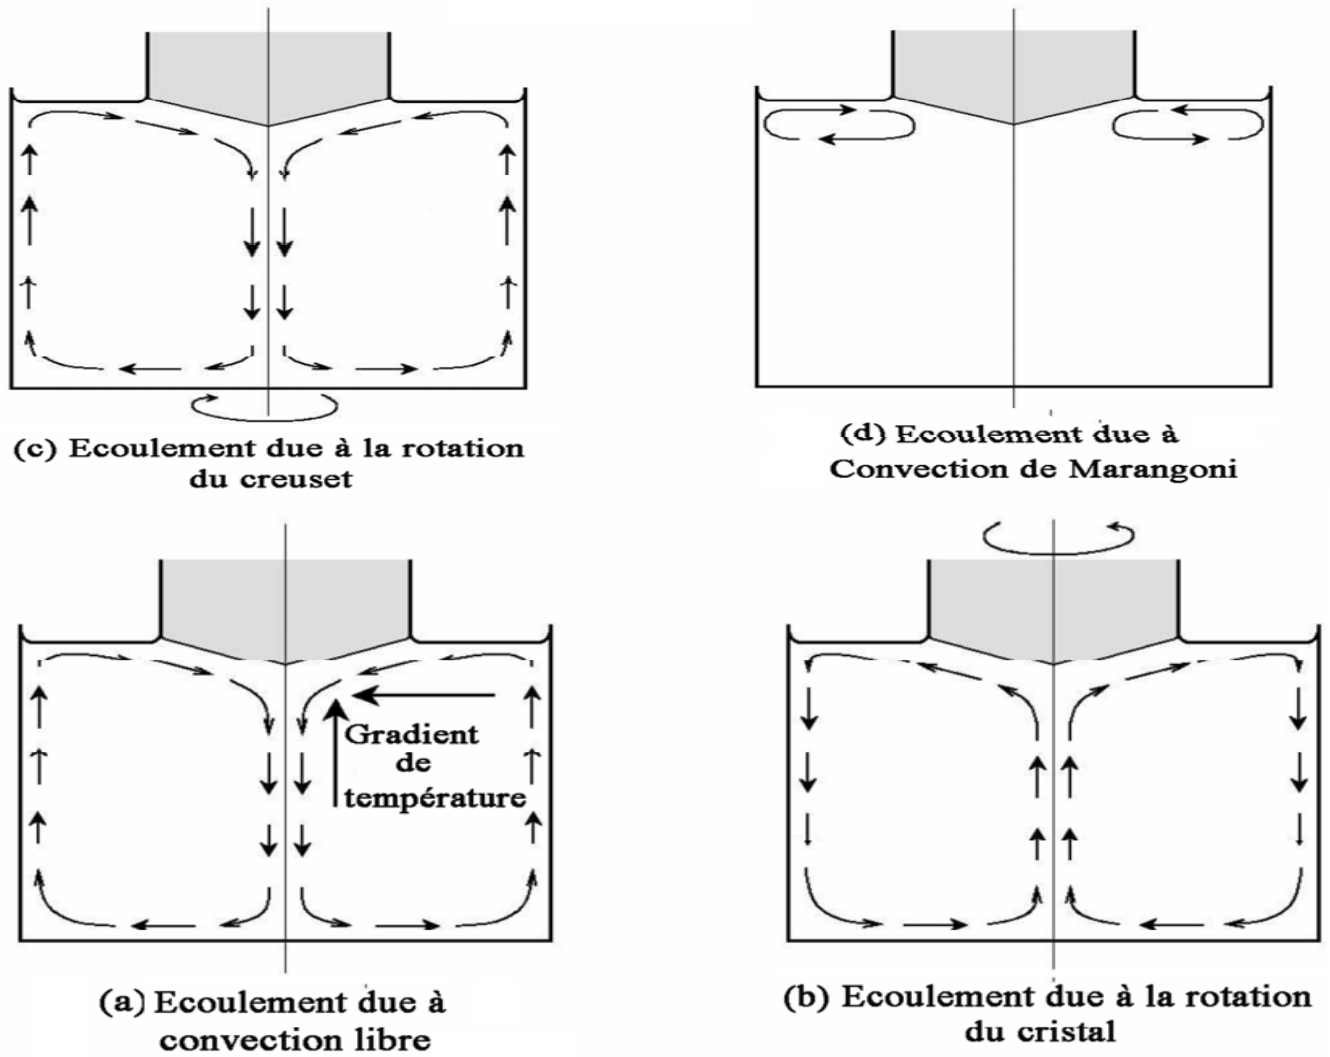 (c) Ecoulement due à la rotation
du creuset
(d) Ecoulement due à
Convection de Marangoni
Gradient
de
température
(a) Ecoulement due à
convection libre
(b) Ecoulement due à la rotation
du cristal